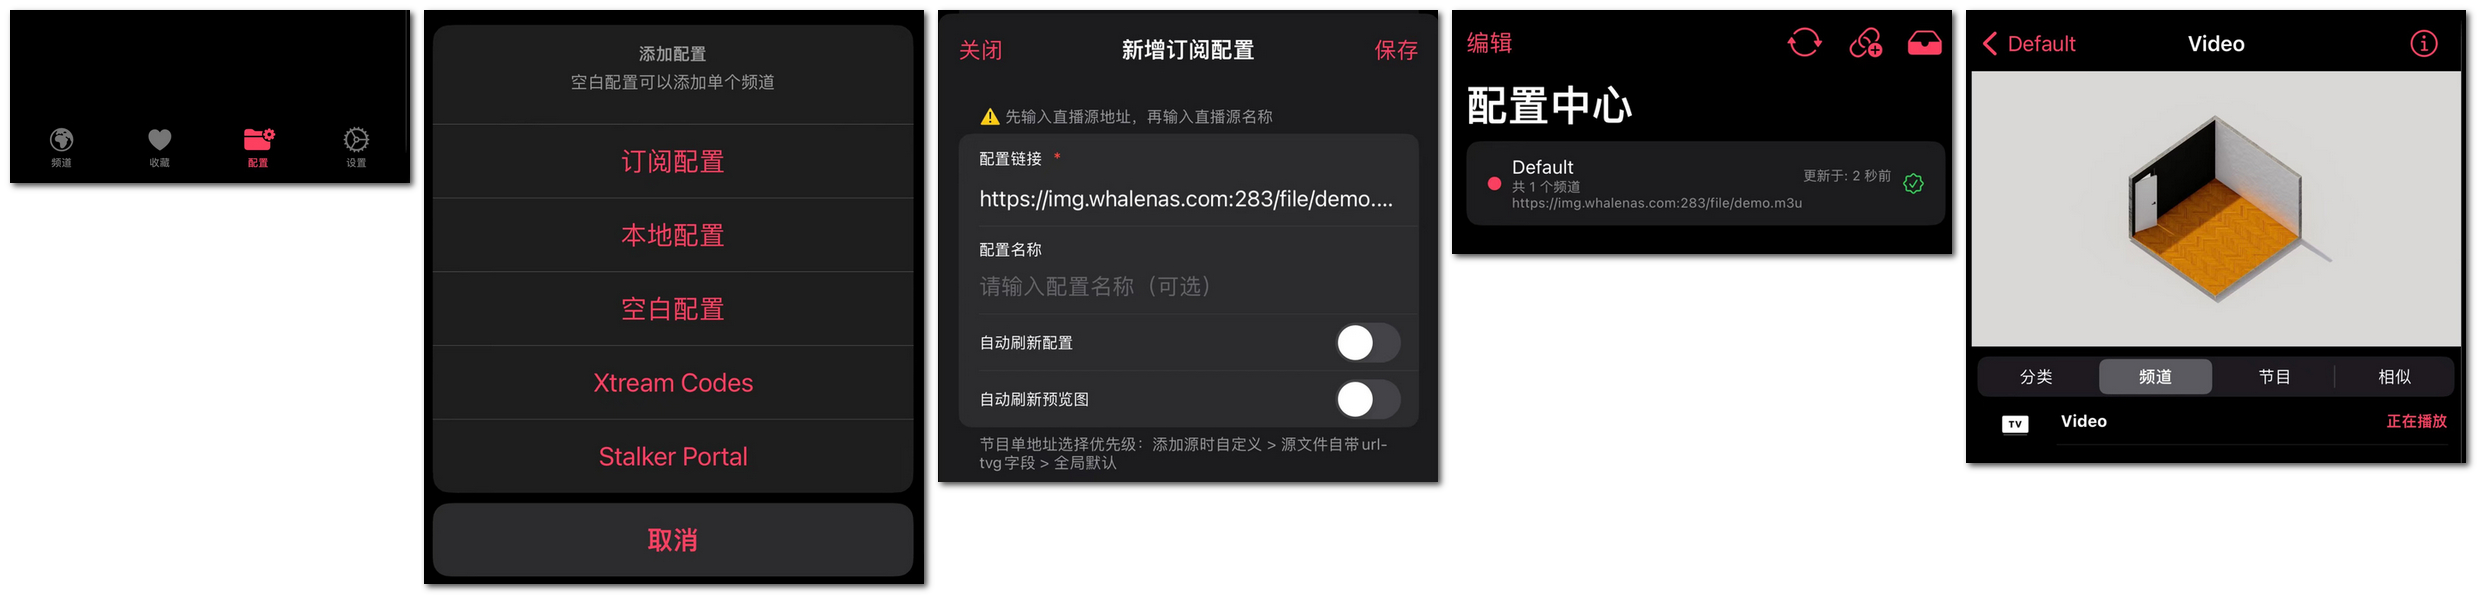 频道
收藏
配置
设置
添加配置
空白配置可以添加单个频道
订阅配置
本地配置
空白配置
Xtream Codes
Stalker Portal
取消
关闭
新增订阅配置
保存
⚠️ 先输入直播源地址，再输入直播源名称
配置链接 *
https://img.whalenas.com:283/file/demo....
配置名称
请输入配置名称（可选）
自动刷新配置
自动刷新预览图
节目单地址选择优先级：添加源时自定义 > 源文件自带url-
tvg字段 > 全局默认
编辑
配置中心
Default
共 1 个频道
更新于: 2 秒前
https://img.whalenas.com:283/file/demo.m3u
Default
Video
分类
频道
节目
相似
TV
Video
正在播放